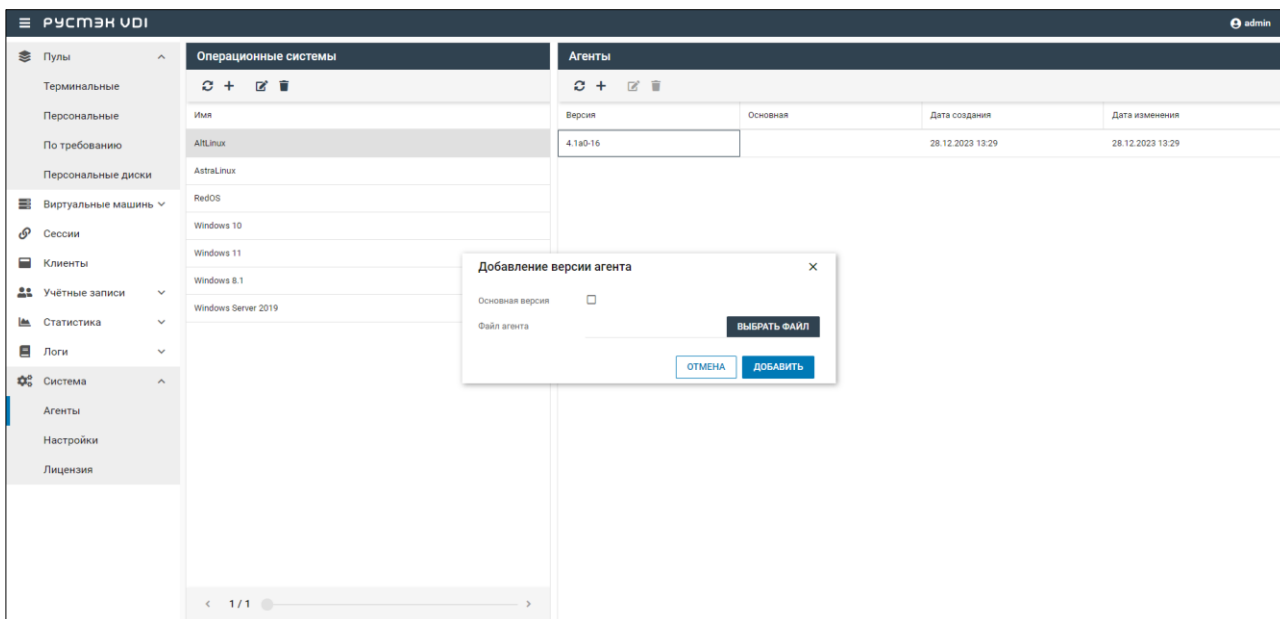 РУСТЭК VDI
admin
Пулы
Терминальные
Персональные
По требованию
Персональные диски
Виртуальные машинь
Сессии
Клиенты
Учётные записи
Статистика
Логи
Система
Агенты
Настройки
Лицензия
Операционные системы
Имя
AltLinux
AstraLinux
RedOS
Windows 10
Windows 11
Windows 8.1
Windows Server 2019
1 / 1
Агенты
Версия Основная Дата создания Дата изменения
4.1a0-16 28.12.2023 13:29 28.12.2023 13:29
Добавление версии агента
Основная версия
Файл агента ВЫБРАТЬ ФАЙЛ
ОТМЕНА ДОБАВИТЬ